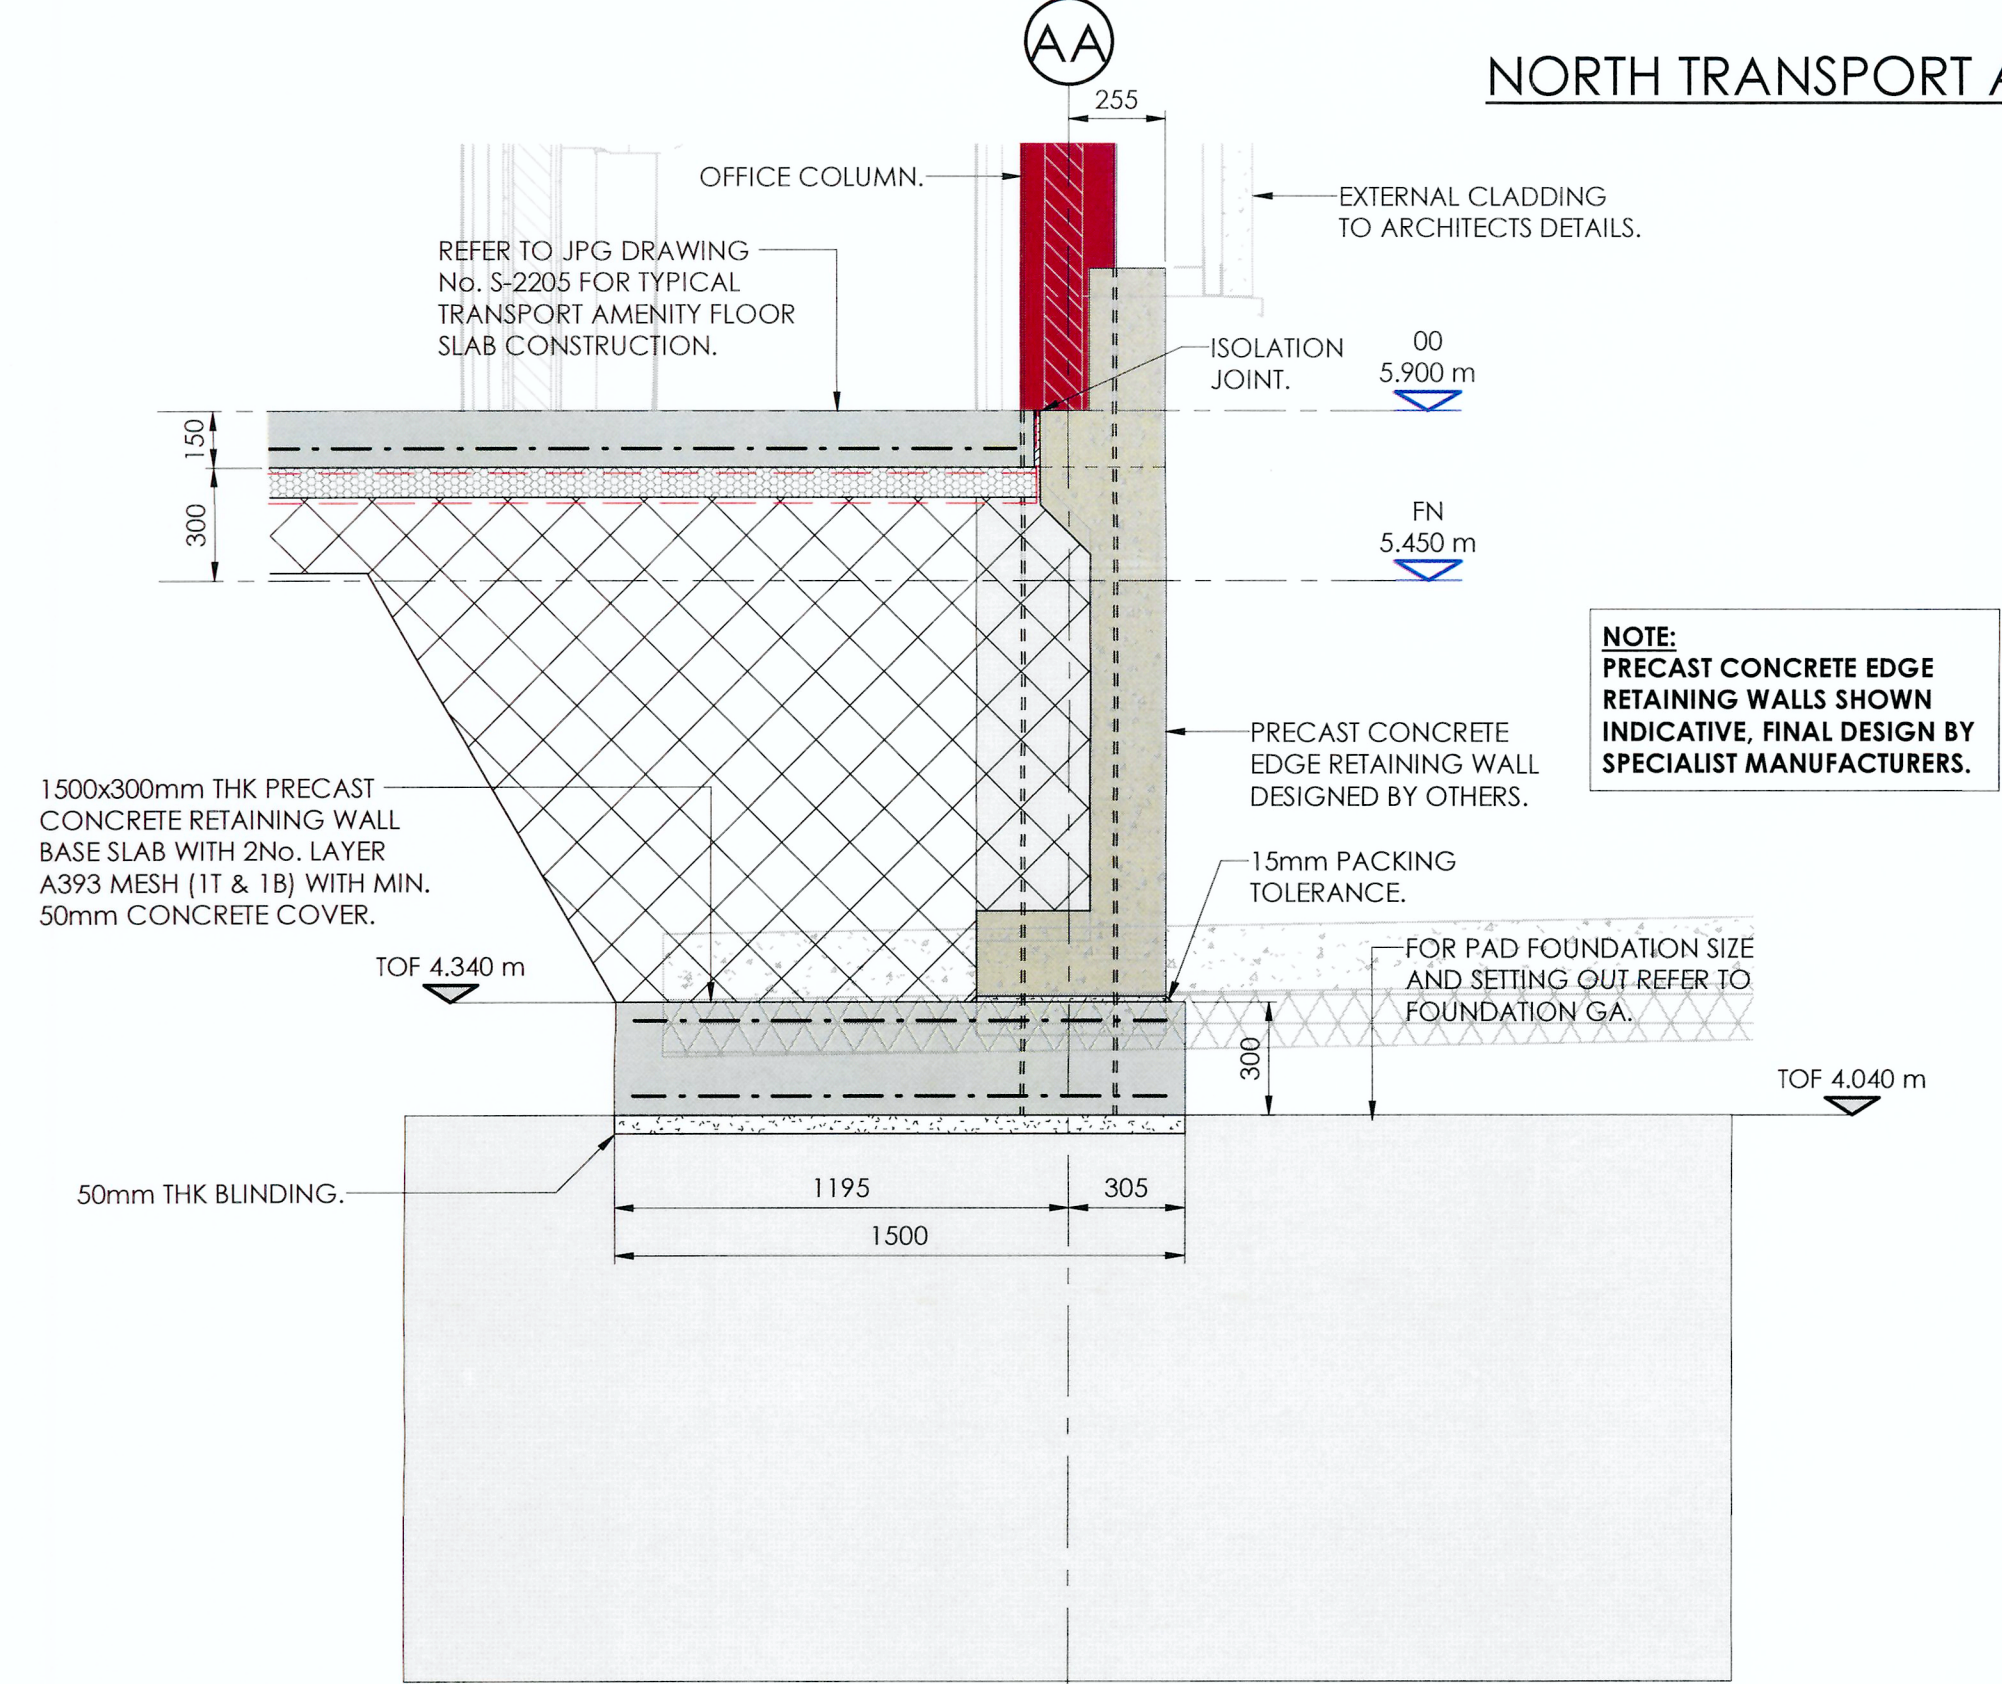 AA
NORTH TRANSPORT
255
OFFICE COLUMN.
EXTERNAL CLADDING
TO ARCHITECTS DETAILS.
REFER TO JPG DRAWING
No. S-2205 FOR TYPICAL
TRANSPORT AMENITY FLOOR
SLAB CONSTRUCTION.
ISOLATION
JOINT.
00
5.900 m
150
300
FN
5.450 m
NOTE:
PRECAST CONCRETE EDGE
RETAINING WALLS SHOWN
INDICATIVE, FINAL DESIGN BY
SPECIALIST MANUFACTURERS.
PRECAST CONCRETE
EDGE RETAINING WALL
DESIGNED BY OTHERS.
1500x300mm THK PRECAST
CONCRETE RETAINING WALL
BASE SLAB WITH 2No. LAYER
A393 MESH (1T & 1B) WITH MIN.
50mm CONCRETE COVER.
15mm PACKING
TOLERANCE.
TOF 4.340 m
FOR PAD FOUNDATION SIZE
AND SETTING OUT REFER TO
FOUNDATION GA.
300
TOF 4.040 m
50mm THK BLINDING.
1195
305
1500